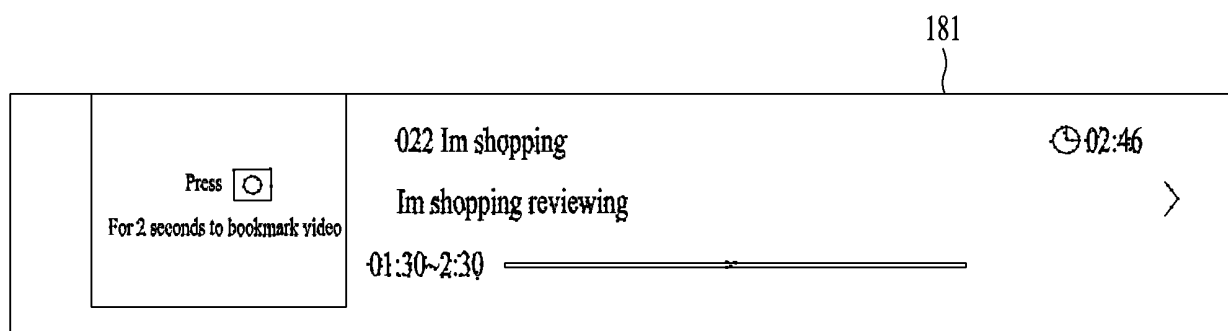 181
022 Im shopping
02:46
Press
For 2 seconds to bookmark video
Im shopping reviewing
01:30~2:30